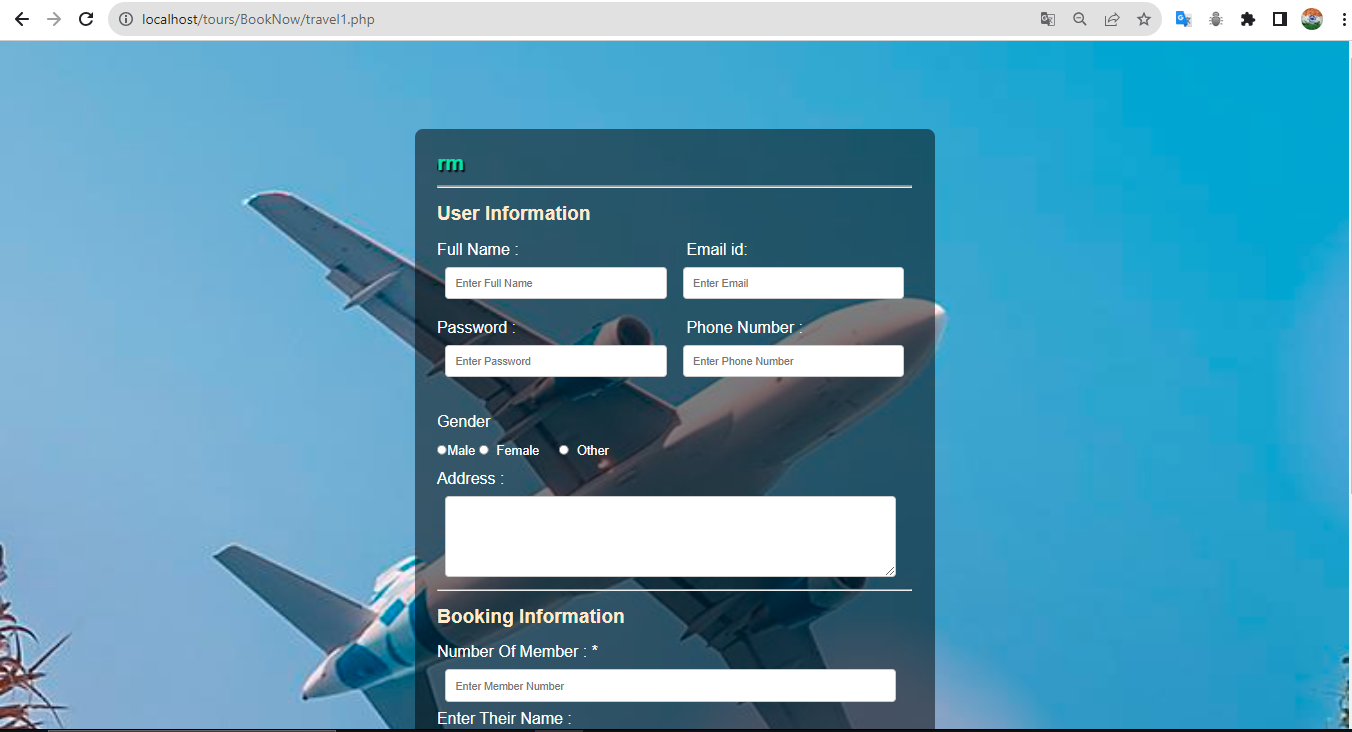 localhost/tours/BookNow/travel1.php
rm
User Information
Full Name : Email id:
Enter Full Name Enter Email
Password : Phone Number :
Enter Password Enter Phone Number
Gender
Male Female Other
Address :
Booking Information
Number Of Member : *
Enter Member Number
Enter Their Name :